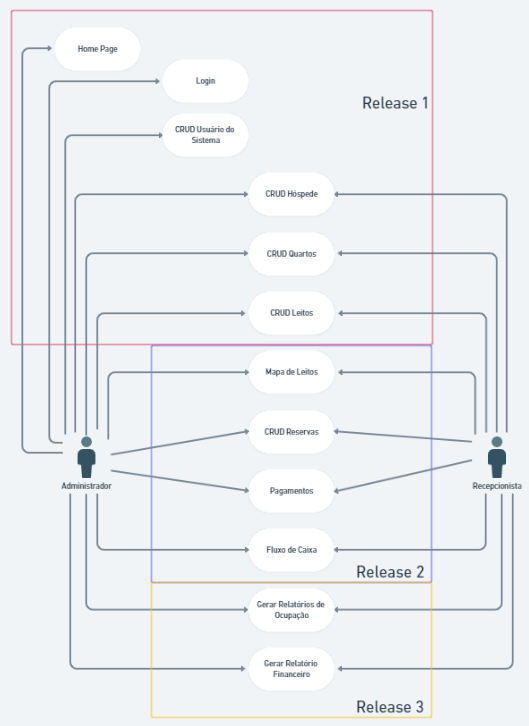 Home Page
Login
Release 1
CRUD Usuário do
Sistema
CRUD Hóspede
CRUD Quartos
CRUD Leitos
Mapa de Leitos
CRUD Reservas
Administrador
Recepcionista
Pagamentos
Fluxo de Caixa
Release 2
Gerar Relatórios de
Ocupação
Gerar Relatório
Financeiro
Release 3